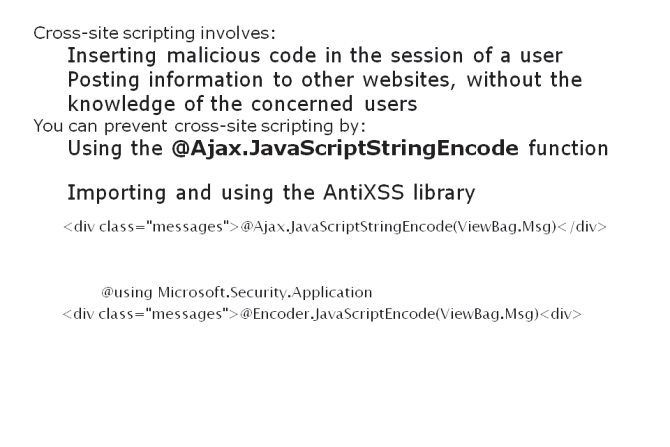 Cross-site scripting involves:
Inserting malicious code in the session of a user
Posting information to other websites, without the
knowledge of the concerned users
You can prevent cross-site scripting by:
Using the @Ajax.JavaScriptStringEncode function
Importing and using the AntiXSS library
<div class="messages">@Ajax.JavaScriptStringEncode(ViewBag.Msg)</div>
@using Microsoft.Security.Application
<div class="messages">@Encoder.JavaScriptEncode(ViewBag.Msg)<div>